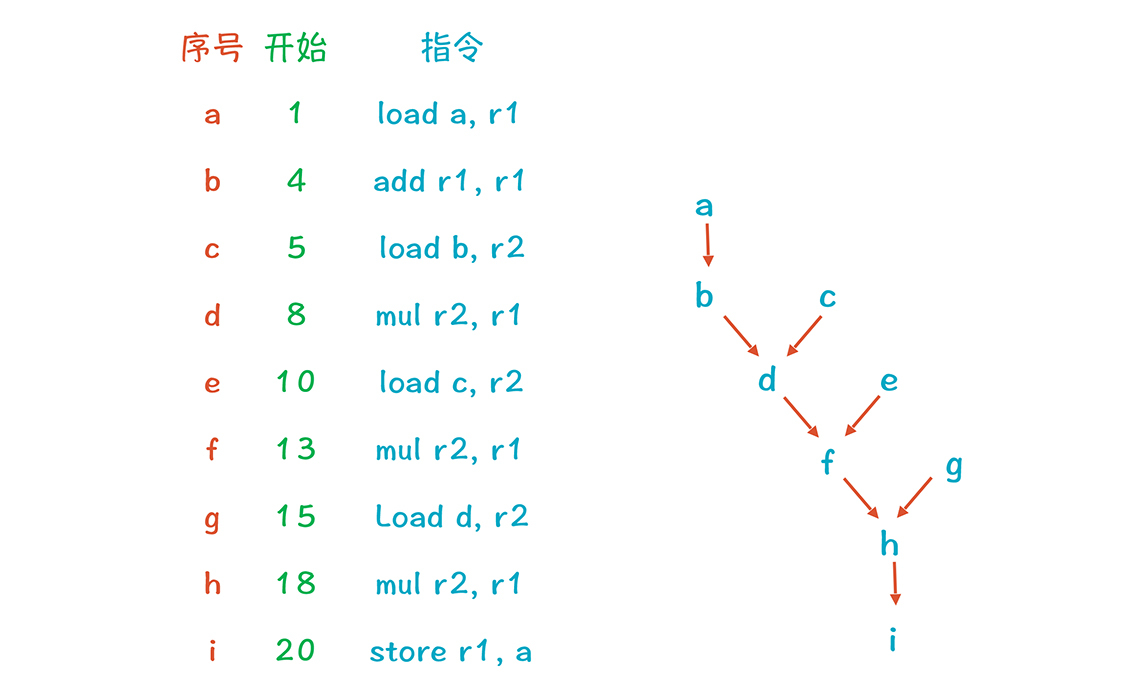 序号 开始 指令
a 1 load a, r1
b 4 add r1, r1
c 5 load b, r2
d 8 mul r2, r1
e 10 load c, r2
f 13 mul r2, r1
g 15 Load d, r2
h 18 mul r2, r1
i 20 store r1, a
a
b c
d e
f g
h
i